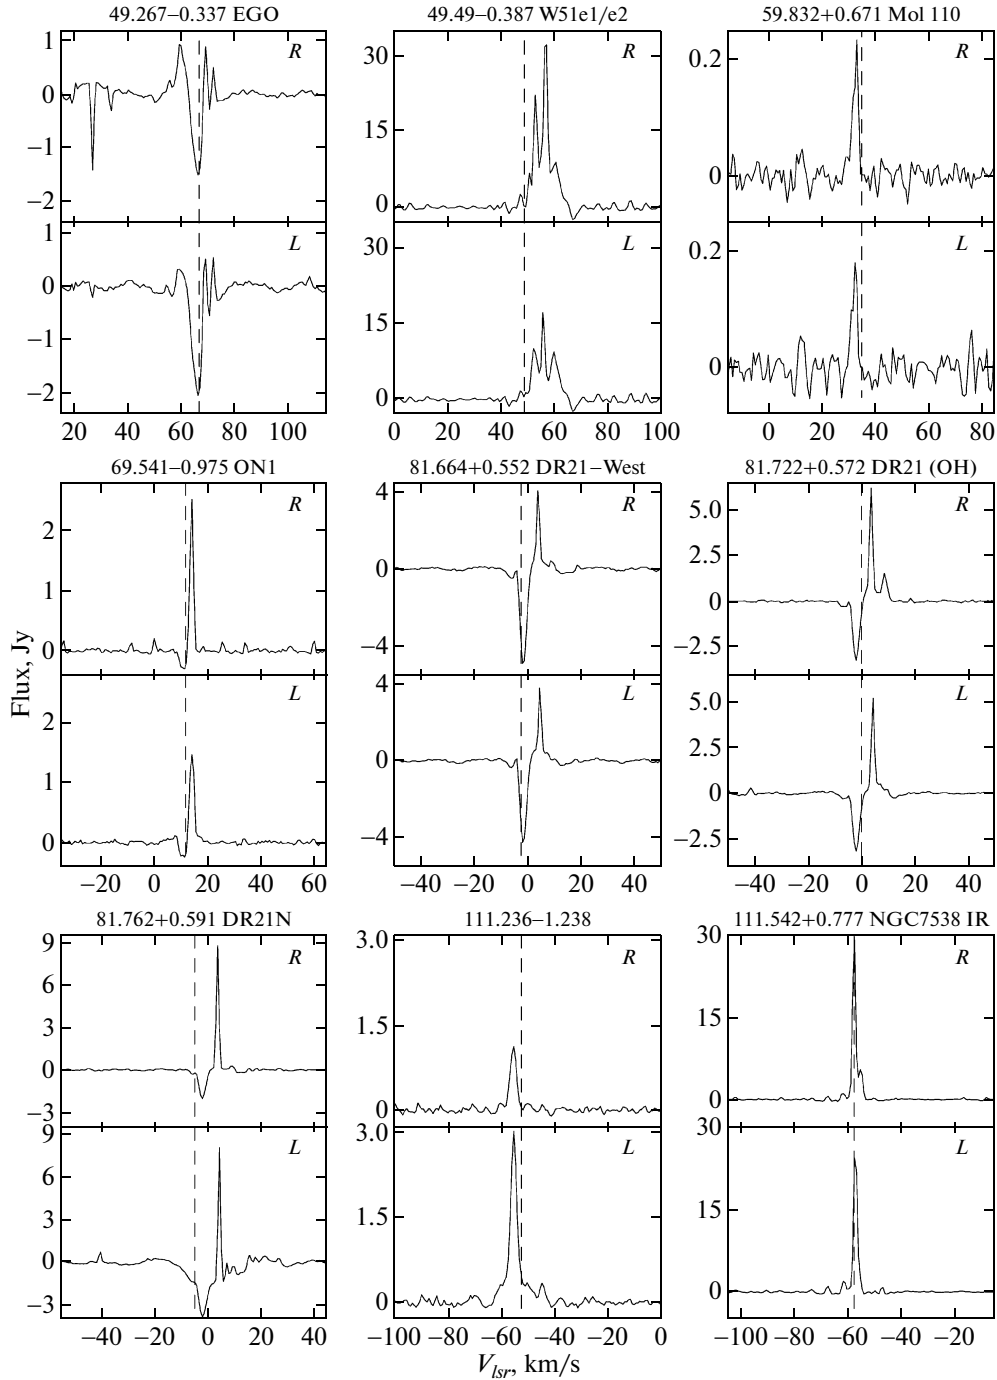 49.267−0.337 EGO
49.49−0.387 W51e1/e2
59.832+0.671 Mol 110
1
0
−1
−2
R
30
15
0
R
0.2
0
R
1
0
−1
−2
L
30
15
0
L
0.2
0
L
20 40 60 80 100
0 20 40 60 80 100
0 20 40 60 80
69.541−0.975 ON1
81.664+0.552 DR21−West
81.722+0.572 DR21 (OH)
2
1
0
R
4
0
−4
R
5.0
2.5
0
−2.5
R
2
1
0
L
4
0
−4
L
5.0
2.5
0
−2.5
L
Flux, Jy
−20 0 20 40 60
−40 −20 0 20 40
−40 −20 0 20 40
81.762+0.591 DR21N
111.236−1.238
111.542+0.777 NGC7538 IR
9
6
3
0
−3
R
3.0
1.5
0
R
30
15
0
R
9
6
3
0
−3
L
3.0
1.5
0
L
30
15
0
L
−40 −20 0 20 40
−100 −80 −60 −40 −20 0
−100 −80 −60 −40 −20
Vlsr, km/s